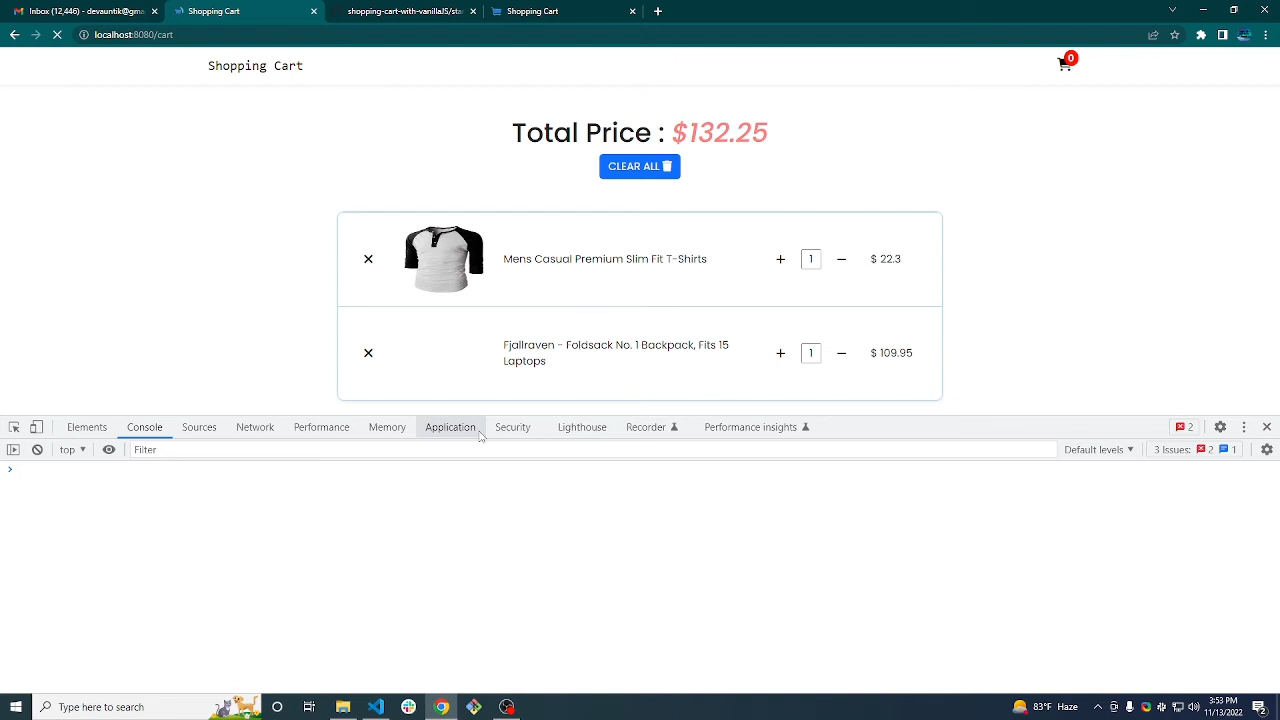 Inbox (12,446) - devauntik@gma
Shopping Cart
shopping-cart-with-vanillaJS/sta
Shopping Cart
localhost:8080/cart
Shopping Cart
0
Total Price : $132.25
CLEAR ALL
Mens Casual Premium Slim Fit T-Shirts
1
$ 22.3
Fjallraven - Foldsack No. 1 Backpack, Fits 15
Laptops
1
$ 109.95
Elements Console Sources Network Performance Memory Application Security Lighthouse Recorder Performance insights 2
top Filter Default levels 3 Issues: 2 1
Type here to search
83°F Haze
3:53 PM
11/13/2022
2